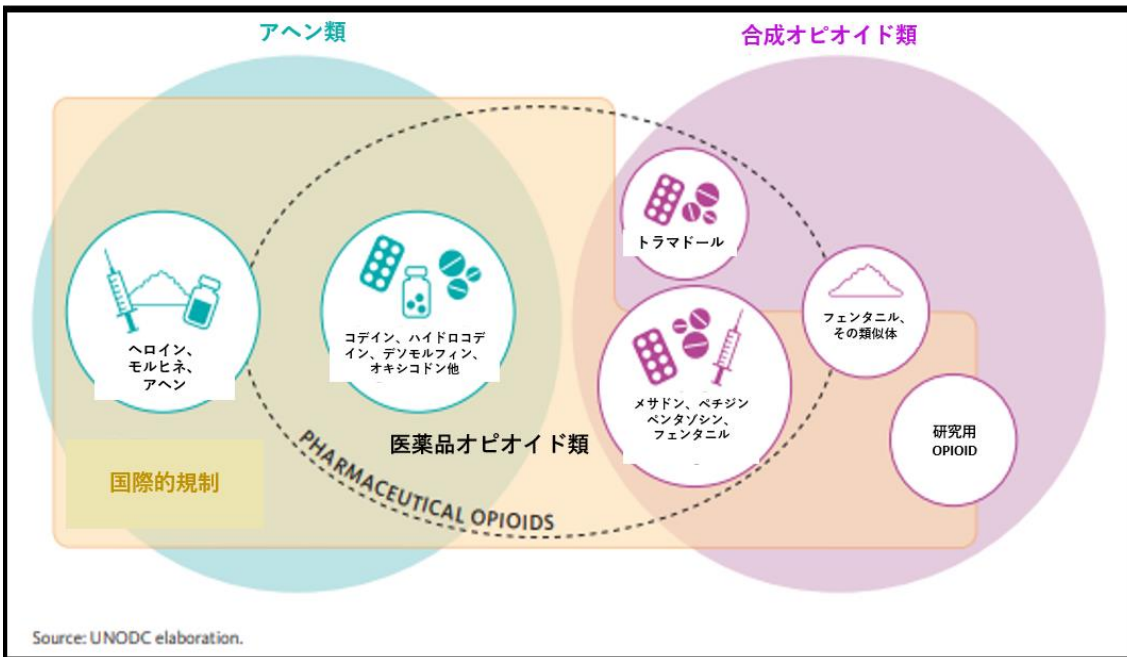 アヘン類
合成オピオイド類
トラマドール
ヘロイン、
モルヒネ、
アヘン
コデイン、ハイドロコデ
イン、デソモルフィン、
オキシコドン他
フェンタニル、
その類似体
メサドン、ペチジン
ペンタゾシン、
フェンタニル
研究用
OPIOID
医薬品オピオイド類
PHARMACEUTICAL OPIOIDS
国際的規制
Source: UNODC elaboration.